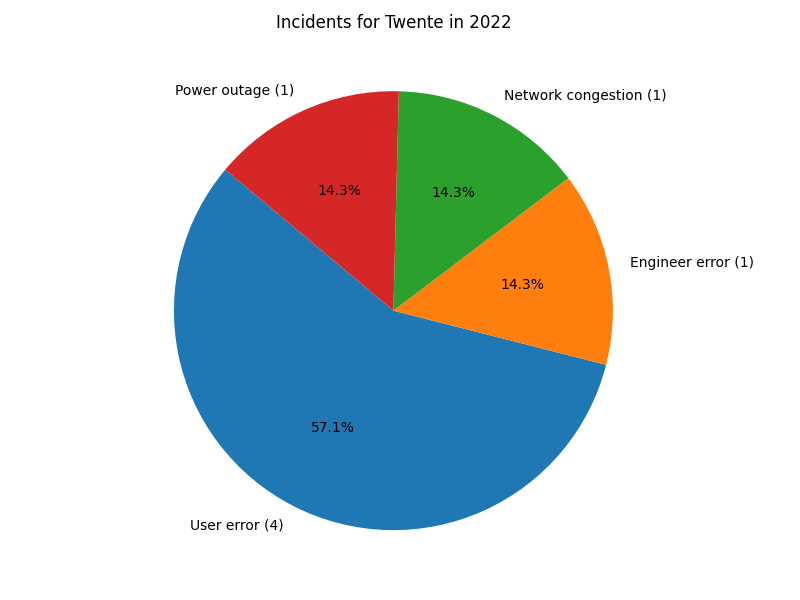 Incidents for Twente in 2022
Power outage (1)
Network congestion (1)
14.3%
14.3%
Engineer error (1)
14.3%
57.1%
User error (4)